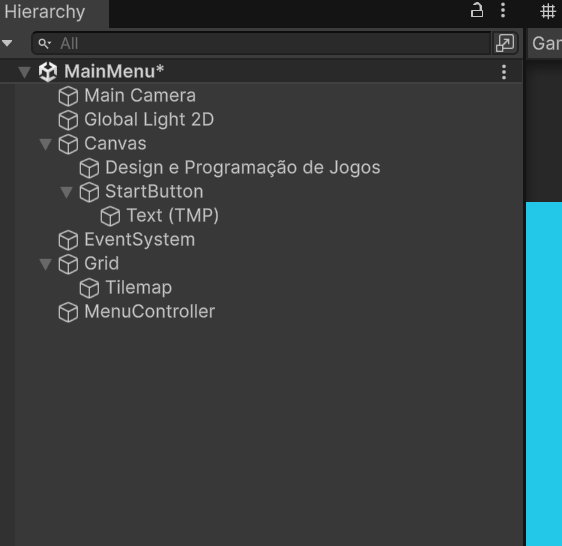 Hierarchy
All
Gar
MainMenu*
Main Camera
Global Light 2D
Canvas
Design e Programação de Jogos
StartButton
Text (TMP)
EventSystem
Grid
Tilemap
MenuController